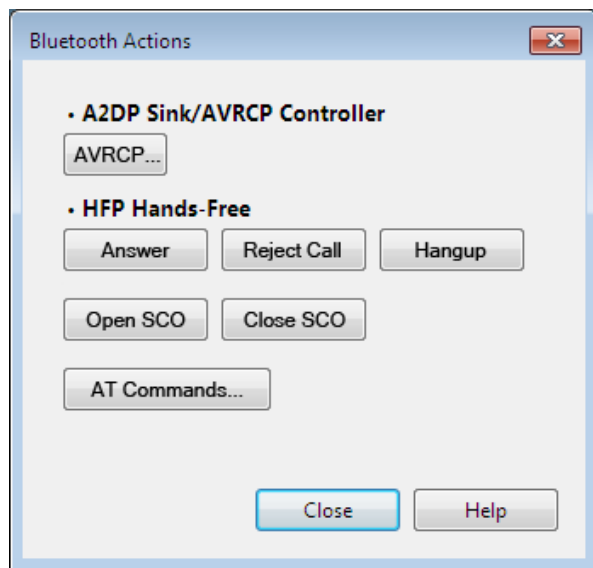 Bluetooth Actions
• A2DP Sink/AVRCP Controller
AVRCP...
• HFP Hands-Free
Answer Reject Call Hangup
Open SCO Close SCO
AT Commands...
Close Help